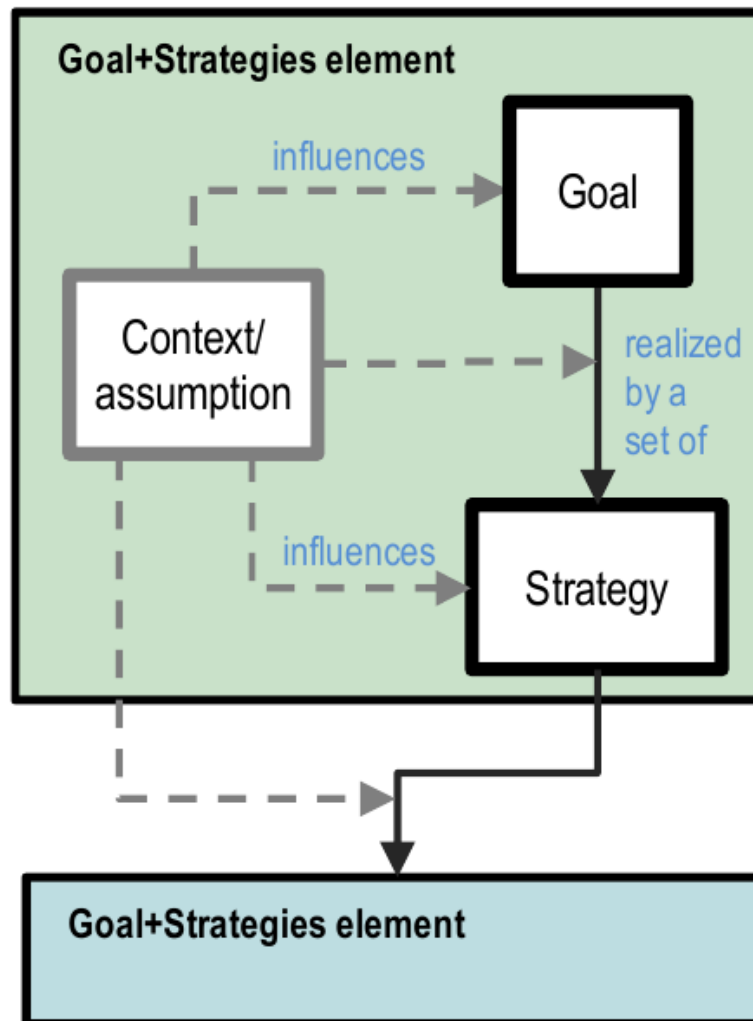 Goal+Strategies element
influences
Goal
Context/
assumption
realized
by a
set of
influences
Strategy
Goal+Strategies element